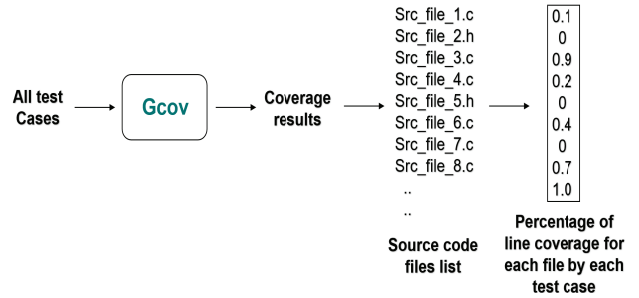 All test
Cases
Gcov
Coverage
results
Src_file_1.c
Src_file_2.h
Src_file_3.c
Src_file_4.c
Src_file_5.h
Src_file_6.c
Src_file_7.c
Src_file_8.c
..
..
Source code
files list
0.1
0
0.9
0.2
0
0.4
0
0.7
1.0
Percentage of
line coverage for
each file by each
test case